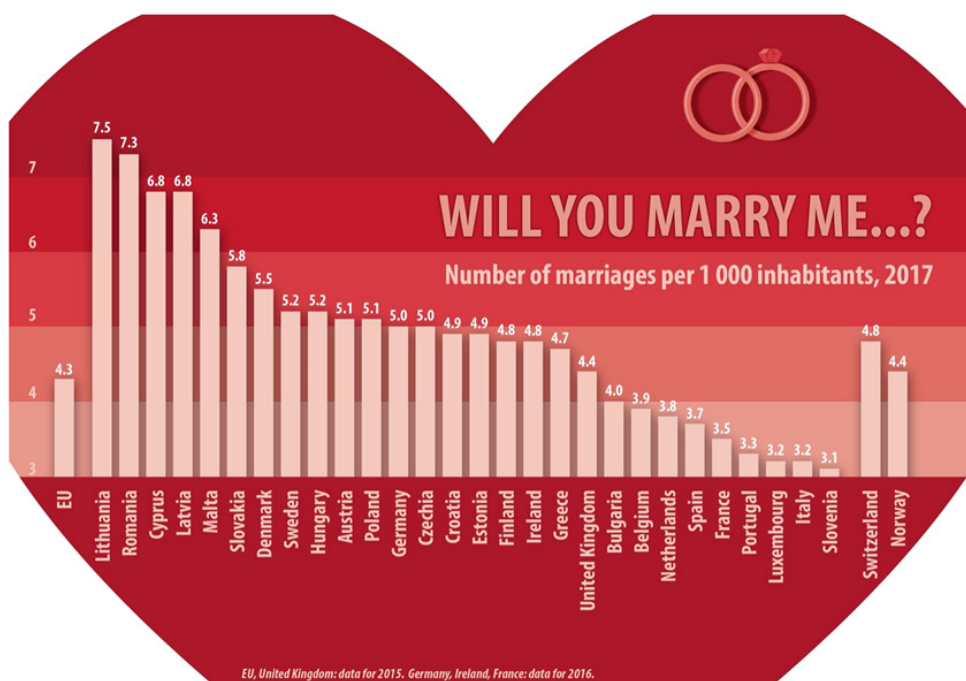 WILL YOU MARRY ME...?
Number of marriages per 1 000 inhabitants, 2017
7
6
5
4
3
4.3
7.5
7.3
6.8
6.8
6.3
5.8
5.5
5.2
5.2
5.1
5.1
5.0
5.0
4.9
4.9
4.8
4.8
4.7
4.4
4.0
3.9
3.8
3.7
3.5
3.3
3.2
3.2
3.1
4.8
4.4
EU
Lithuania
Romania
Cyprus
Latvia
Malta
Slovakia
Denmark
Sweden
Hungary
Austria
Poland
Germany
Czechia
Croatia
Estonia
Finland
Ireland
Greece
United Kingdom
Bulgaria
Belgium
Netherlands
Spain
France
Portugal
Luxembourg
Italy
Slovenia
Switzerland
Norway
EU, United Kingdom: data for 2015. Germany, Ireland, France: data for 2016.